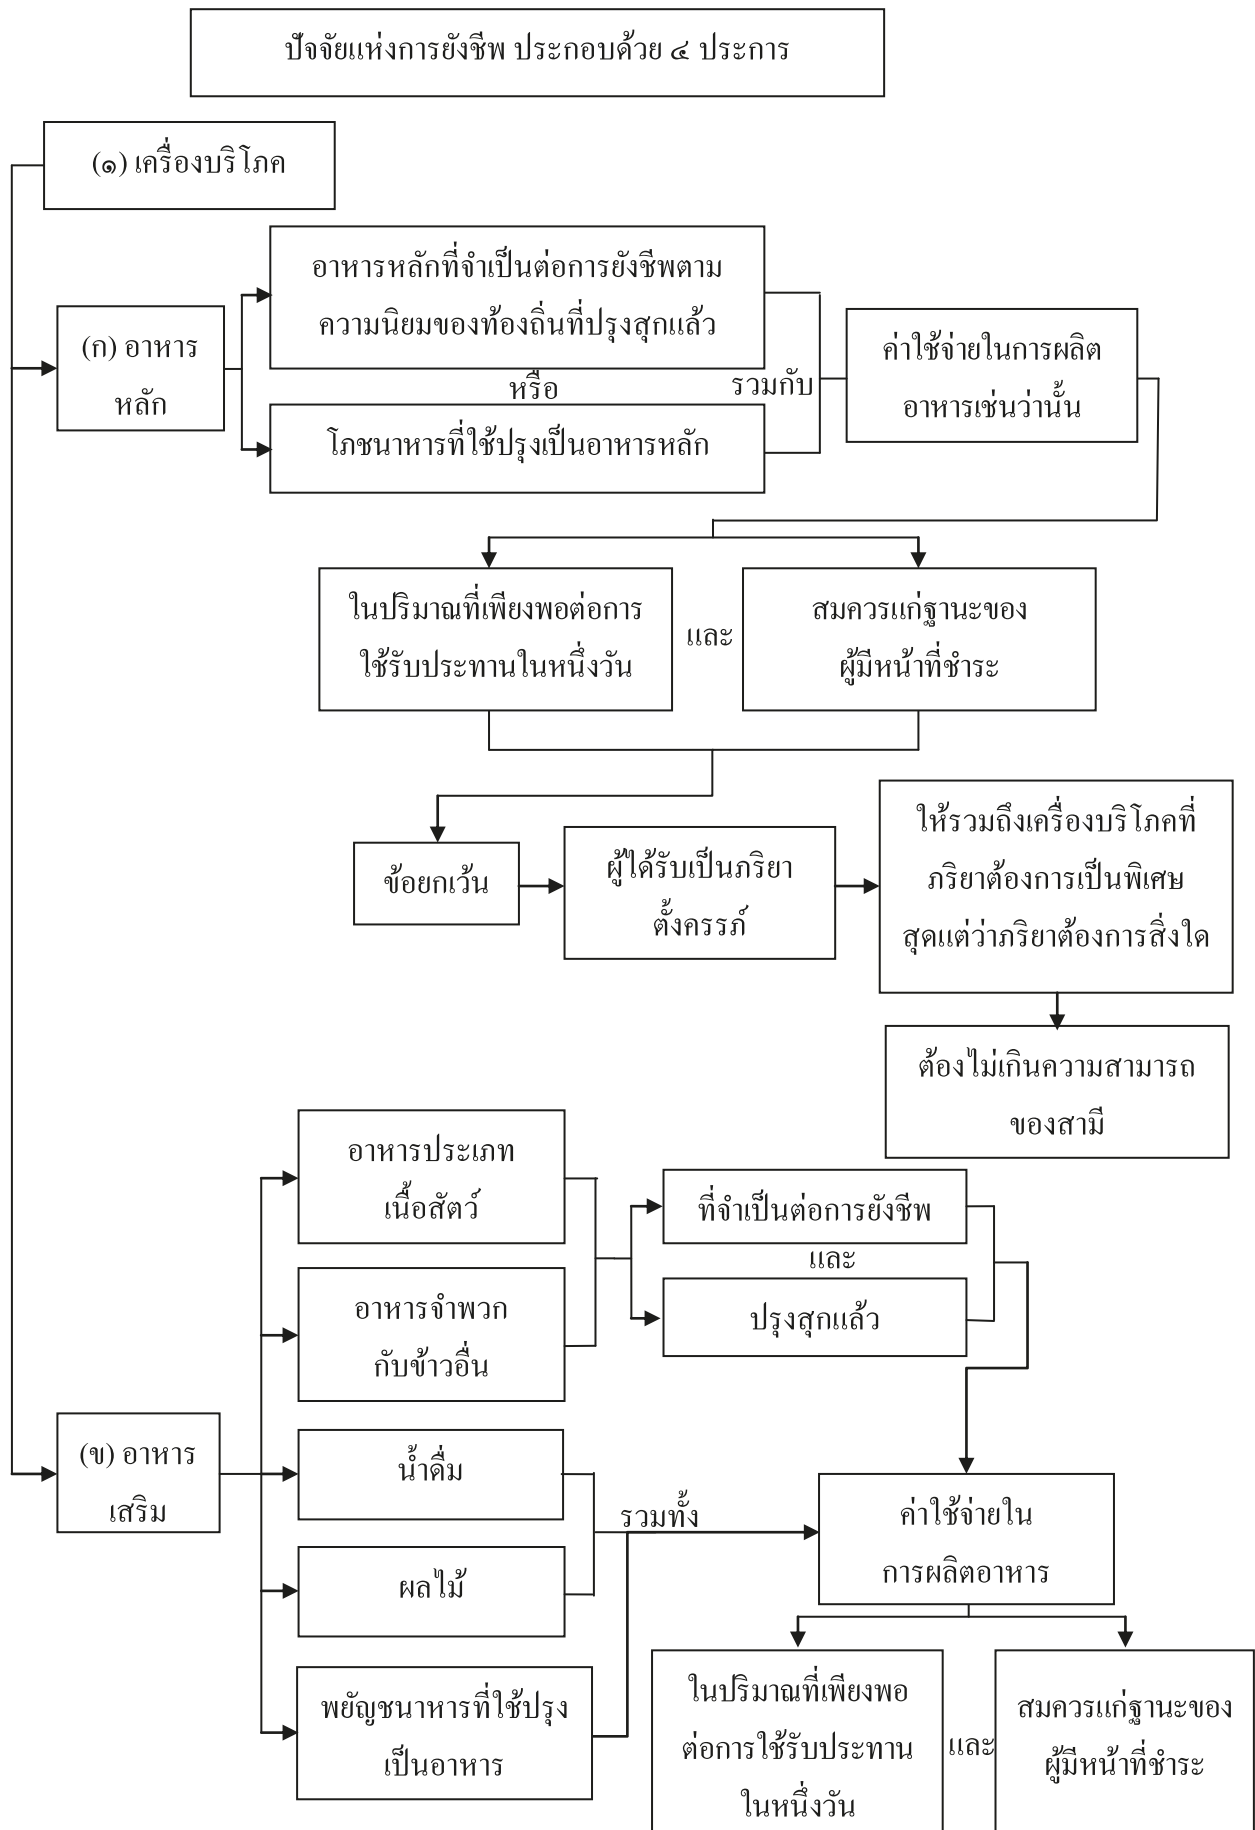 ปัจจัยแห่งการยังชีพ ประกอบด้วย ๔ ประการ
(๑) เครื่องบริโภค
อาหารหลักที่จำเป็นต่อการยังชีพตาม
ความนิยมของท้องถิ่นที่ปรุงสุกแล้ว
(ก) อาหาร
หลัก
หรือ
รวมกับ
ค่าใช้จ่ายในการผลิต
อาหารเช่นว่านั้น
โภชนาหารที่ใช้ปรุงเป็นอาหารหลัก
ในปริมาณที่เพียงพอต่อการ
ใช้รับประทานในหนึ่งวัน
และ
สมควรแก่ฐานะของ
ผู้มีหน้าที่ชำระ
ข้อยกเว้น
ผู้ได้รับเป็นภริยา
ตั้งครรภ์
ให้รวมถึงเครื่องบริโภคที่
ภริยาต้องการเป็นพิเศษ
สุดแต่ว่าภริยาต้องการสิ่งใด
ต้องไม่เกินความสามารถ
ของสามี
อาหารประเภท
เนื้อสัตว์
ที่จำเป็นต่อการยังชีพ
และ
ปรุงสุกแล้ว
อาหารจำพวก
กับข้าวอื่น
(ข) อาหาร
เสริม
น้ำดื่ม
รวมทั้ง
ค่าใช้จ่ายใน
การผลิตอาหาร
ผลไม้
พยัญชนาหารที่ใช้ปรุง
เป็นอาหาร
ในปริมาณที่เพียงพอ
ต่อการใช้รับประทาน
ในหนึ่งวัน
และ
สมควรแก่ฐานะของ
ผู้มีหน้าที่ชำระ